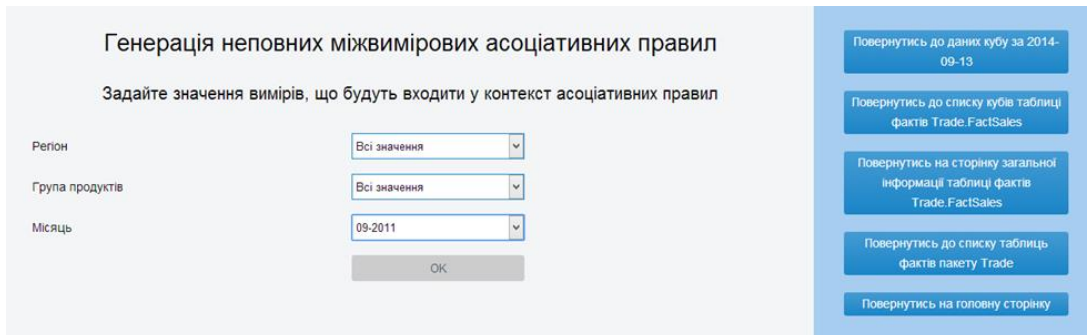 Генерація неповних міжвимірових асоціативних правил
Задайте значення вимірів, що будуть входити у контекст асоціативних правил
Регіон
Всі значення
Група продуктів
Всі значення
Місяць
09-2011
OK
Повернутись до даних кубу за 2014-
09-13
Повернутись до списку кубів таблиці
фактів Trade.FactSales
Повернутись на сторінку загальної
інформації таблиці фактів
Trade.FactSales
Повернутись до списку таблиць
фактів пакету Trade
Повернутись на головну сторінку